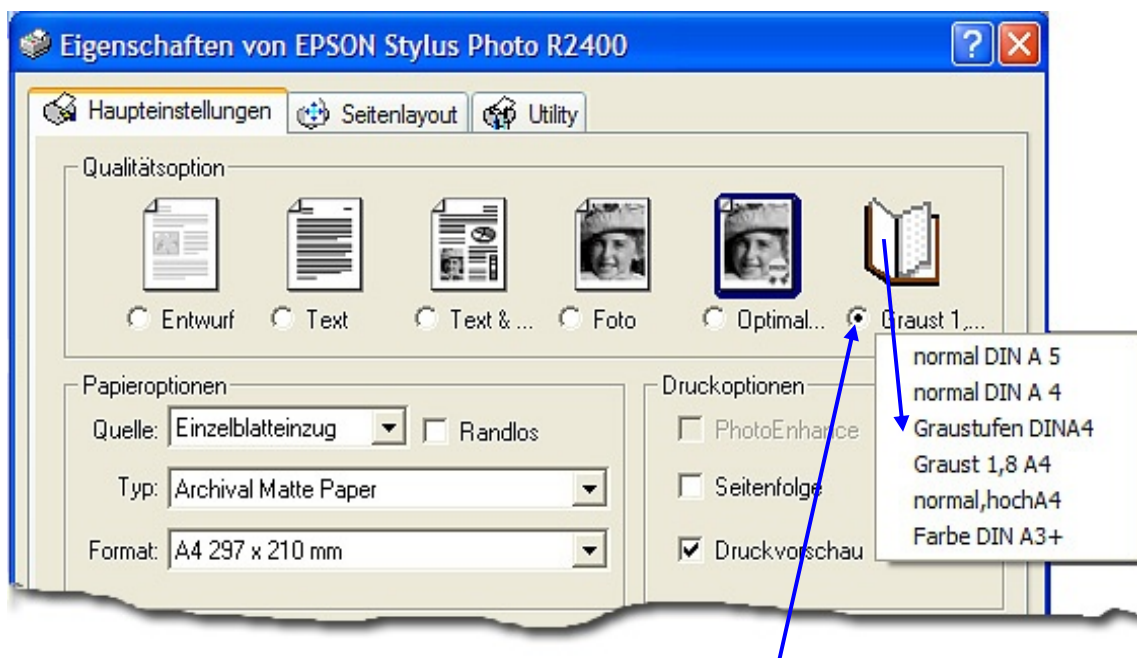 Eigenschaften von EPSON Stylus Photo R2400
Haupteinstellungen Seitenlayout Utility
Qualitätsoption
Entwurf Text Text & ... Foto Optimal... Graust 1,...
normal DIN A 5
normal DIN A 4
Graustufen DINA4
Graust 1,8 A4
normal,hochA4
Farbe DIN A3+
Papieroptionen
Quelle: Einzelblatteinzug Randlos
Typ: Archival Matte Paper
Format: A4 297 x 210 mm
Druckoptionen
PhotoEnhance
Seitenfolge
Druckvorschau